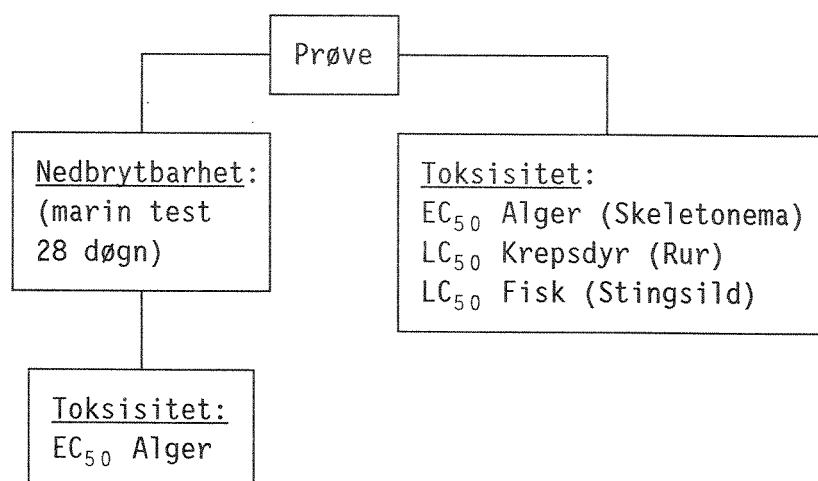 Prøve
Nedbrytbarhet:
(marin test
28 døgn)
Toksisitet:
EC₅₀ Alger (Skeletonema)
LC₅₀ Krepsdyr (Rur)
LC₅₀ Fisk (Stingsild)
Toksisitet:
EC₅₀ Alger